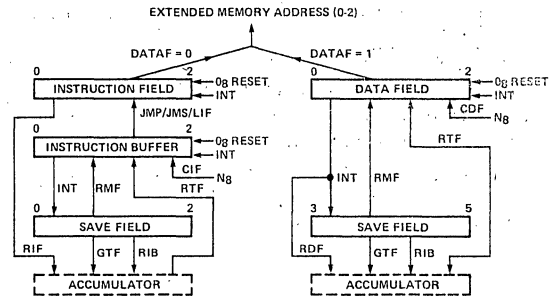 EXTENDED MEMORY ADDRESS (0-2)
DATAF = 0 DATAF = 1
0 2 0 2
INSTRUCTION FIELD 08 RESET DATA FIELD 08 RESET
INT INT
JMP/JMS/LIF CDF
0 2 N8
INSTRUCTION BUFFER 08 RESET RTF
INT
CIF
INT RMF RTF N8 INT RMF
0 2 3 5
SAVE FIELD SAVE FIELD
RIF GTF RIB RDF GTF RIB
ACCUMULATOR ACCUMULATOR